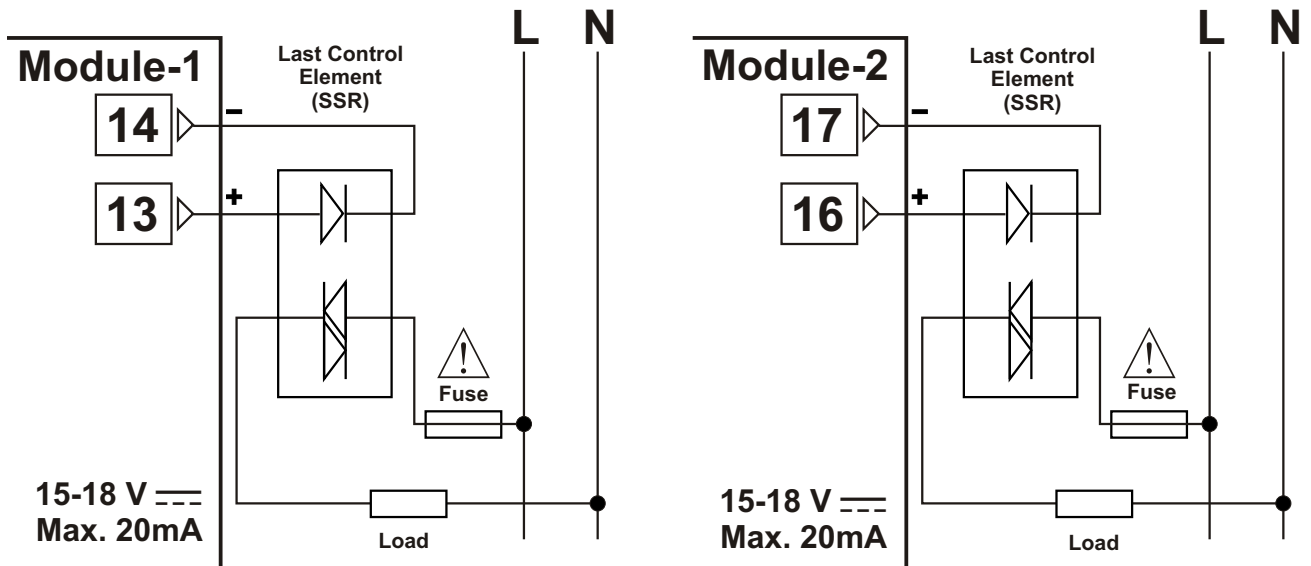 L N
Module-1
Last Control
Element
(SSR)
14
-
13
+
!
Fuse
15-18 V
Max. 20mA
Load
L N
Module-2
Last Control
Element
(SSR)
17
-
16
+
!
Fuse
15-18 V
Max. 20mA
Load